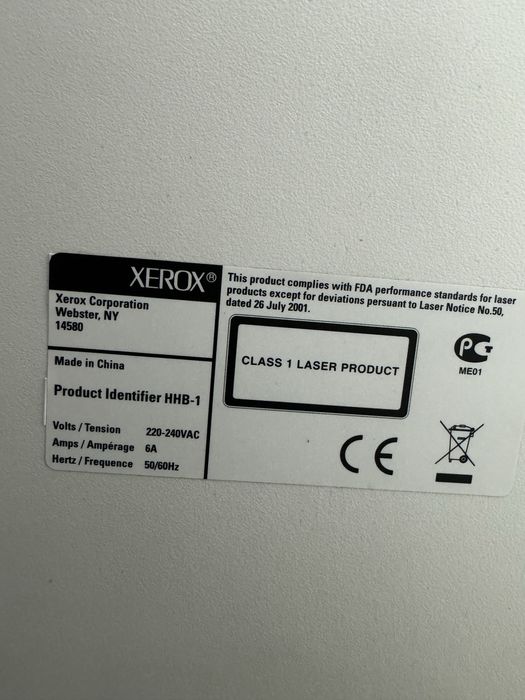 XEROX®
Xerox Corporation
Webster, NY
14580
Made in China
Product Identifier HHB-1
Volts / Tension 220-240VAC
Amps / Ampérage 6A
Hertz / Frequence 50/60Hz
This product complies with FDA performance standards for laser
products except for deviations pursuant to Laser Notice No.50,
dated 26 July 2001.
CLASS 1 LASER PRODUCT
PG
ME01
CE